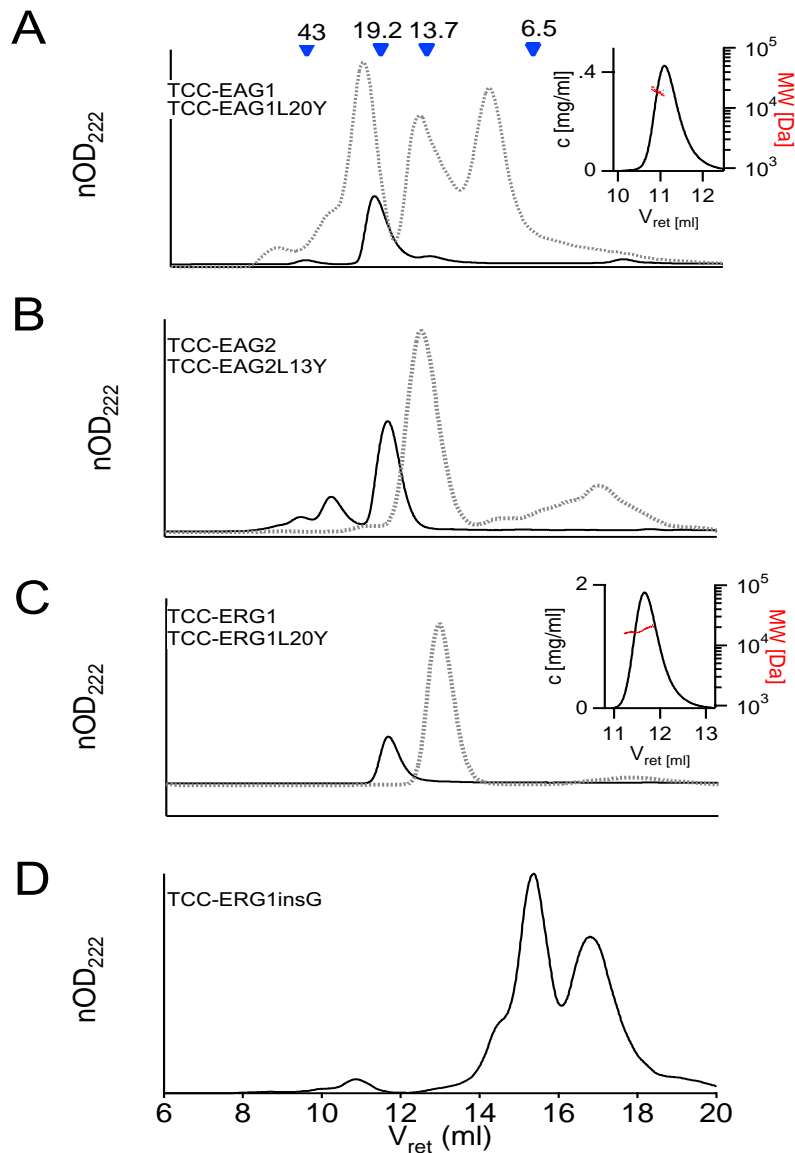 A
43 19.2 13.7 6.5
TCC-EAG1
TCC-EAG1L20Y
nOD222
.4
0
c [mg/ml]
10^5
10^4
10^3
MW [Da]
10 11 12
Vret [ml]
B
TCC-EAG2
TCC-EAG2L13Y
nOD222
C
TCC-ERG1
TCC-ERG1L20Y
nOD222
2
0
c [mg/ml]
10^5
10^4
10^3
MW [Da]
11 12 13
Vret [ml]
D
TCC-ERG1insG
nOD222
6 8 10 12 14 16 18 20
Vret (ml)